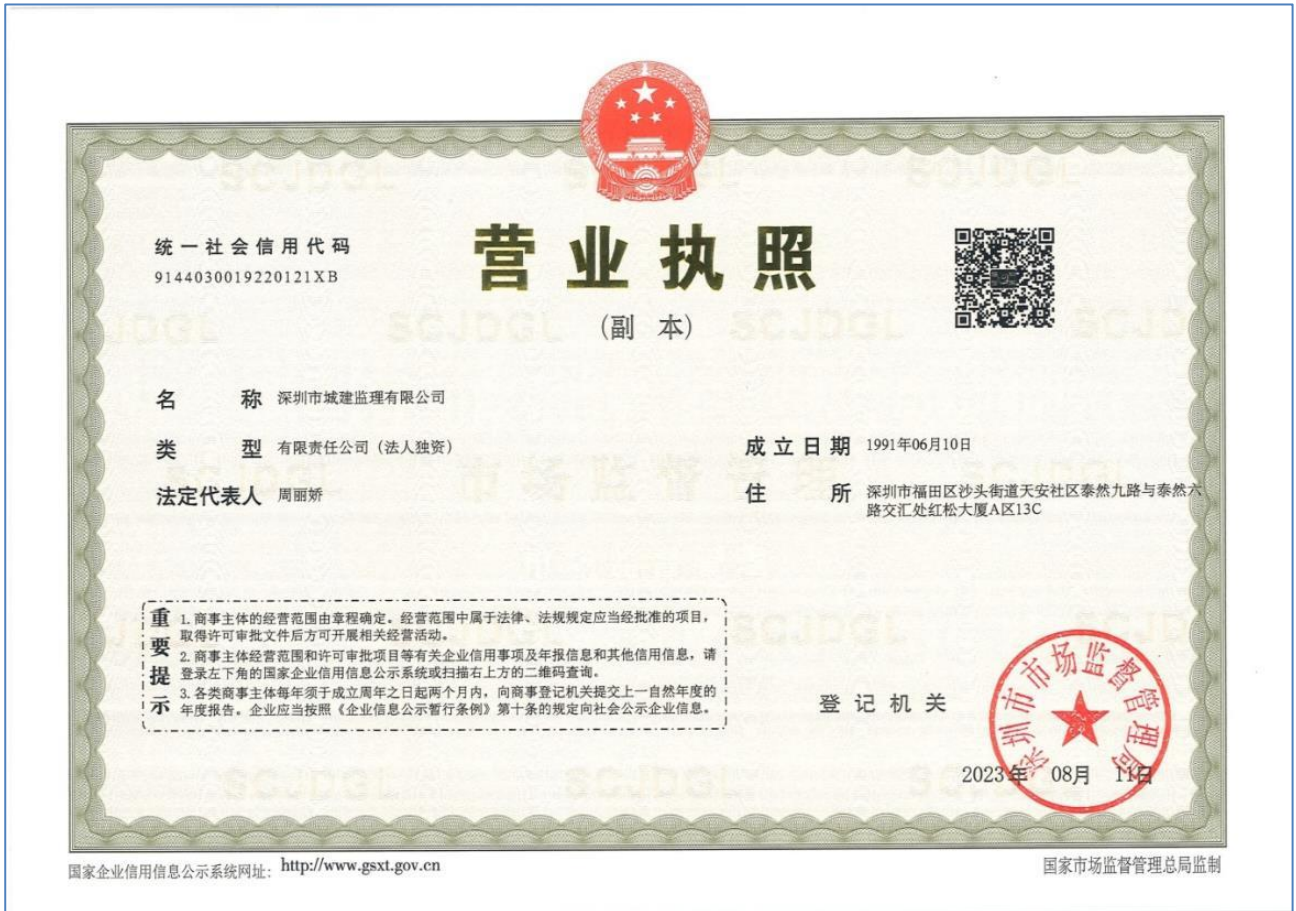 统一社会信用代码
9144030019220121XB
营业执照
(副 本)
名 称 深圳市城建监理有限公司
类 型 有限责任公司（法人独资）
法定代表人 周丽娇
成立日期 1991年06月10日
住 所 深圳市福田区沙头街道天安社区泰然九路与泰然六
路交汇处红松大厦A区13C
重要提示
1. 商事主体的经营范围由章程确定。经营范围中属于法律、法规规定应当经批准的项目，
取得许可审批文件后方可开展相关经营活动。
2. 商事主体经营范围和许可审批项目等有关企业信用事项及年报信息和其他信用信息，请
登录左下角的国家企业信用信息公示系统或扫描右上方的二维码查询。
3. 各类商事主体每年须于成立周年之日起两个月内，向商事登记机关提交上一自然年度的
年度报告。企业应当按照《企业信息公示暂行条例》第十条的规定向社会公示企业信息。
登记机关
深圳市市场监督管理局
2023年 08月 11日
国家企业信用信息公示系统网址：http://www.gsxt.gov.cn
国家市场监督管理总局监制
SCJDGL
市场监督管理